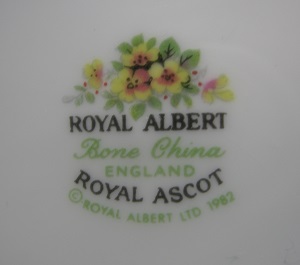 ROYAL ALBERT
Bone China
ENGLAND
ROYAL ASCOT
© ROYAL ALBERT LTD 1982